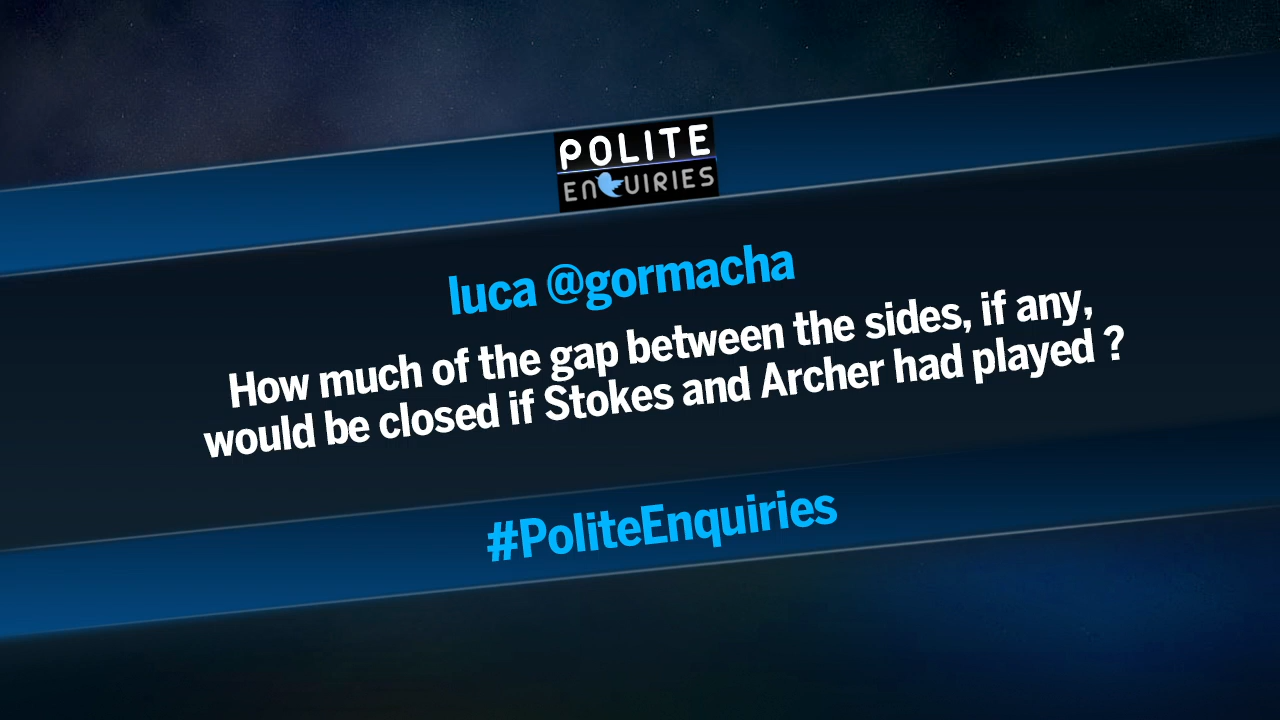 POLITE
ENQUIRIES
luca @gormacha
How much of the gap between the sides, if any,
would be closed if Stokes and Archer had played ?
#PoliteEnquiries